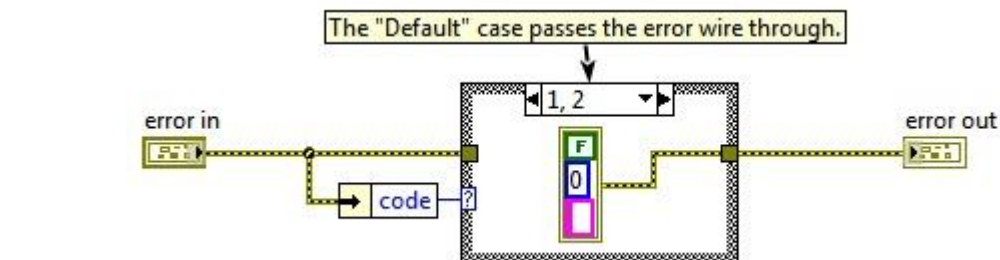 The "Default" case passes the error wire through.
1, 2
error in
error out
F
0
code
?